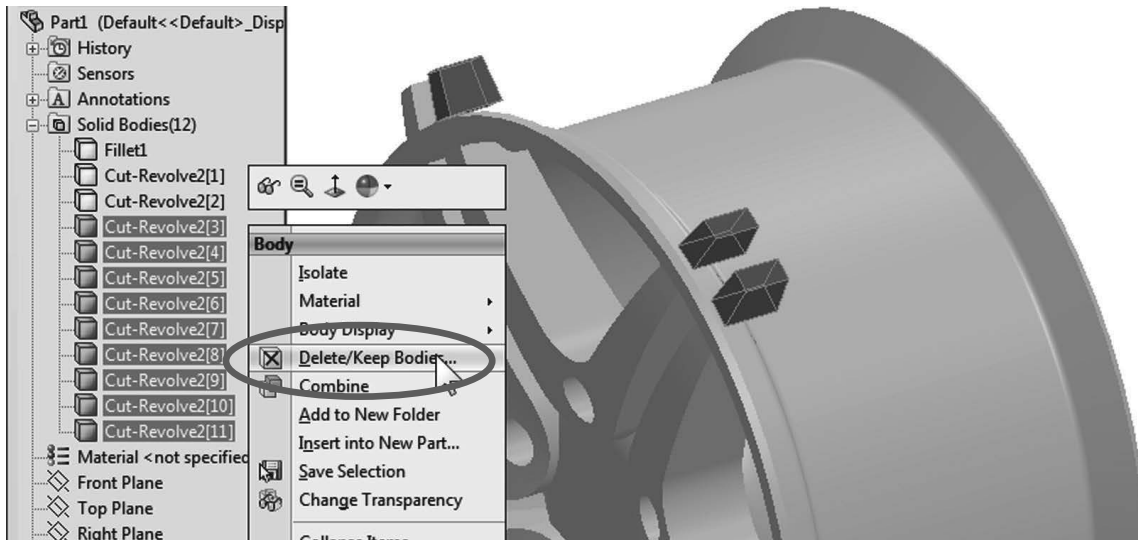 Part1 (Default<<Default>_Disp
History
Sensors
Annotations
Solid Bodies(12)
Fillet1
Cut-Revolve2[1]
Cut-Revolve2[2]
Cut-Revolve2[3]
Cut-Revolve2[4]
Cut-Revolve2[5]
Cut-Revolve2[6]
Cut-Revolve2[7]
Cut-Revolve2[8]
Cut-Revolve2[9]
Cut-Revolve2[10]
Cut-Revolve2[11]
Material <not specified
Front Plane
Top Plane
Right Plane
Body
Isolate
Material
Body Display
Delete/Keep Bodies...
Combine
Add to New Folder
Insert into New Part...
Save Selection
Change Transparency
Collapse Items